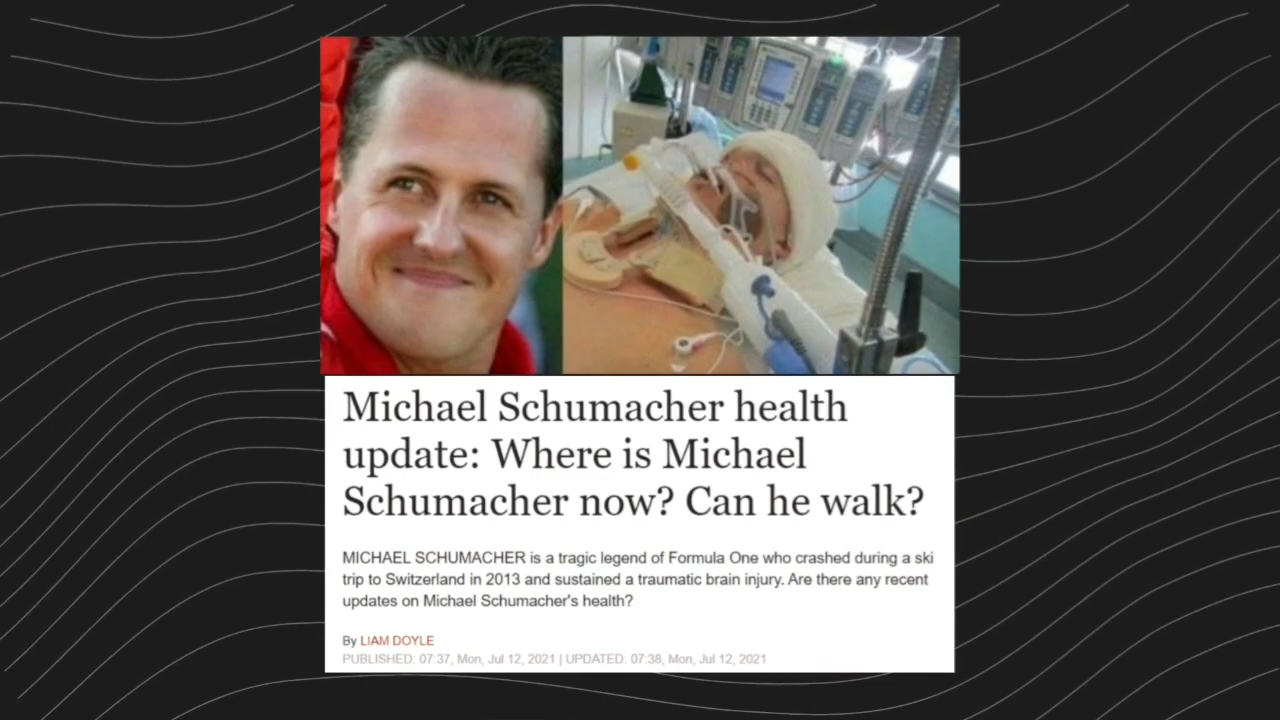 Michael Schumacher health
update: Where is Michael
Schumacher now? Can he walk?
MICHAEL SCHUMACHER is a tragic legend of Formula One who crashed during a ski
trip to Switzerland in 2013 and sustained a traumatic brain injury. Are there any recent
updates on Michael Schumacher's health?
By LIAM DOYLE
PUBLISHED: 07:37, Mon, Jul 12, 2021 | UPDATED: 07:38, Mon, Jul 12, 2021